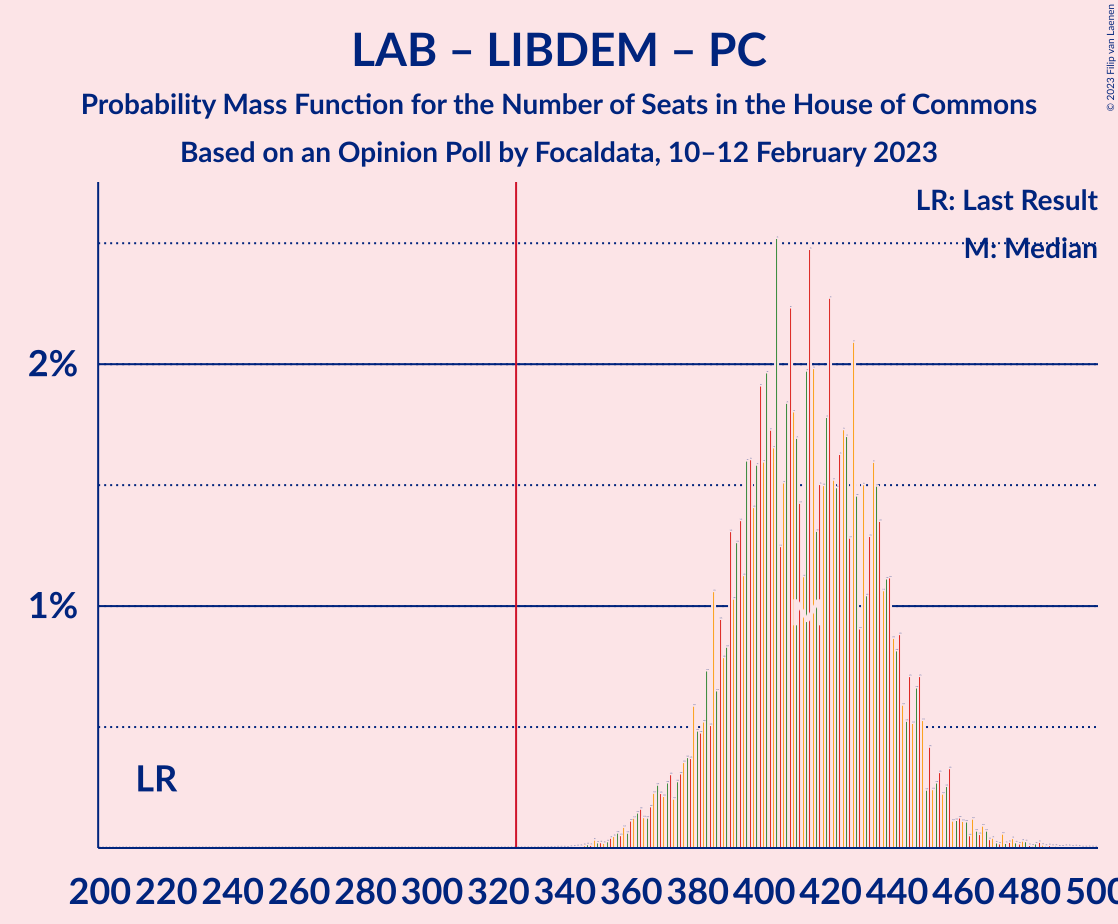 LAB – LIBDEM – PC
Probability Mass Function for the Number of Seats in the House of Commons
Based on an Opinion Poll by Focaldata, 10–12 February 2023
© 2023 Filip van Laenen
LR: Last Result
M: Median
2%
1%
M
LR
200 220 240 260 280 300 320 340 360 380 400 420 440 460 480 500